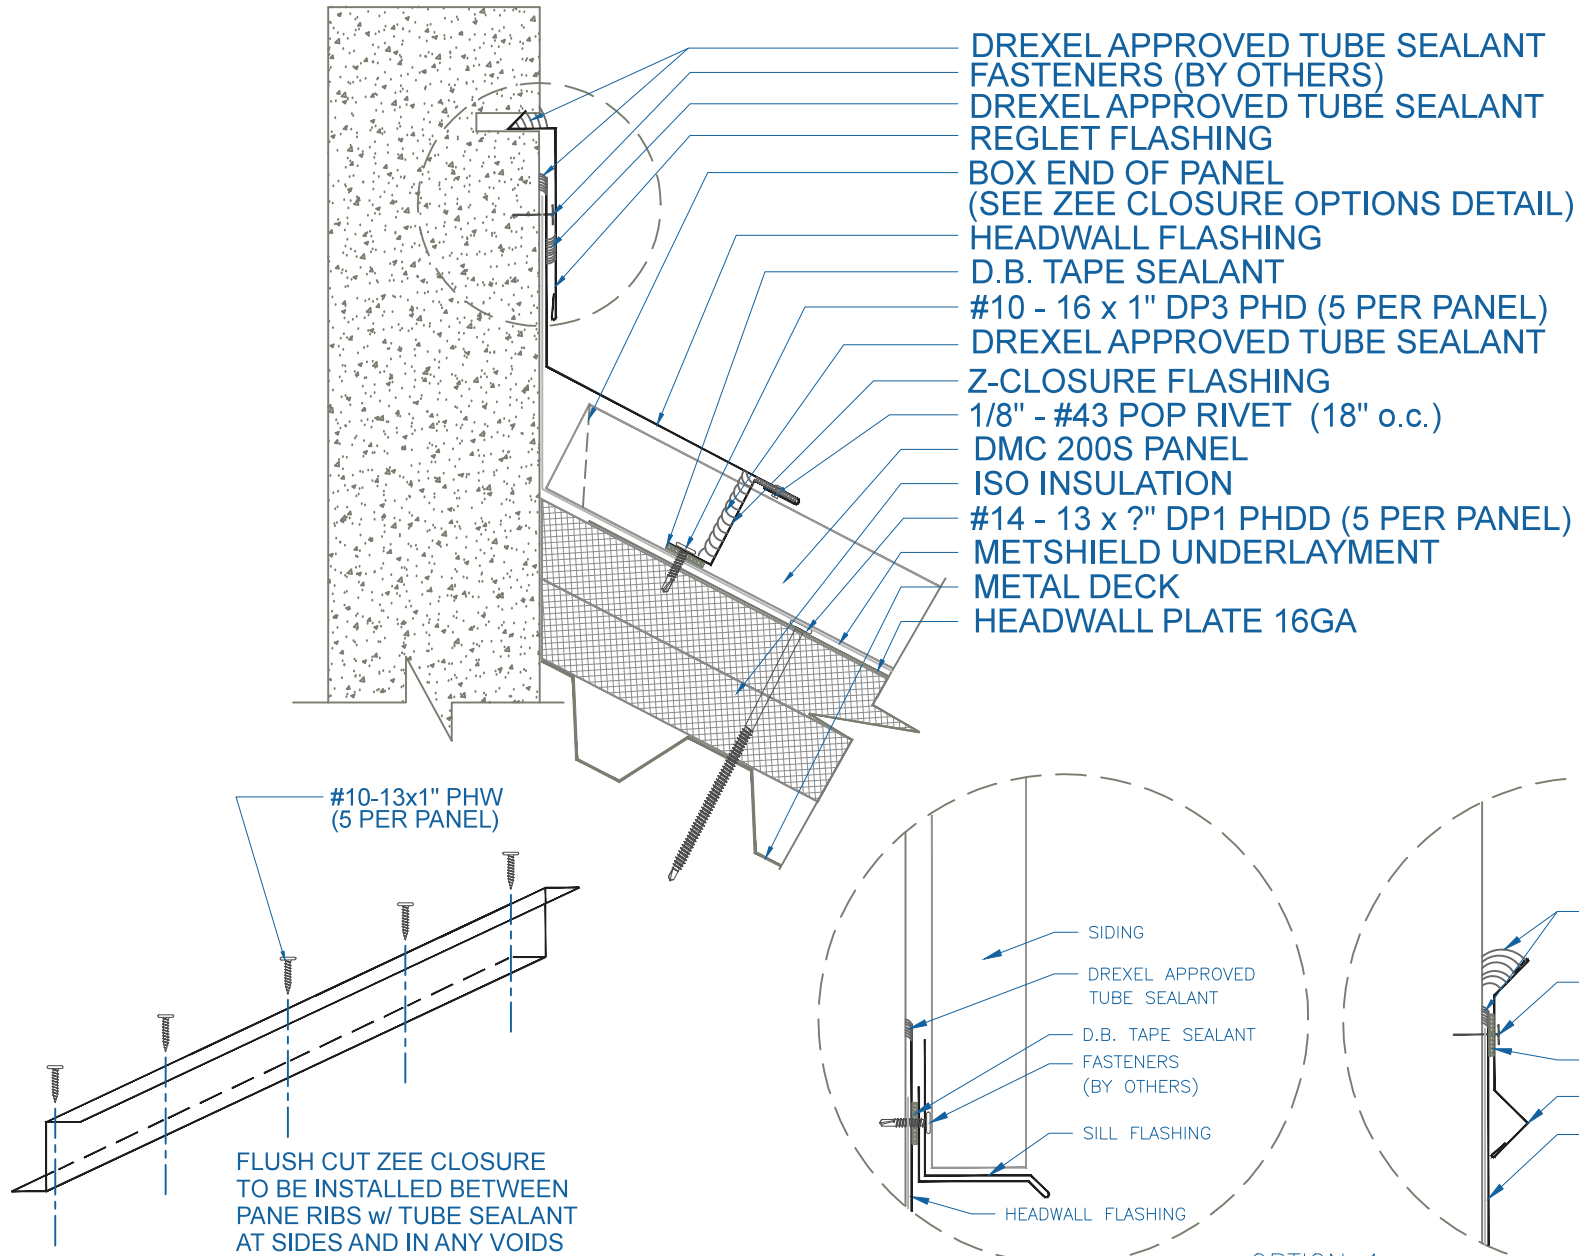 DREXEL APPROVED TUBE SEALANT
FASTENERS (BY OTHERS)
DREXEL APPROVED TUBE SEALANT
REGLET FLASHING
BOX END OF PANEL
(SEE ZEE CLOSURE OPTIONS DETAIL)
HEADWALL FLASHING
D.B. TAPE SEALANT
#10 - 16 x 1" DP3 PHD (5 PER PANEL)
DREXEL APPROVED TUBE SEALANT
Z-CLOSURE FLASHING
1/8" - #43 POP RIVET (18" o.c.)
DMC 200S PANEL
ISO INSULATION
#14 - 13 x ?" DP1 PHDD (5 PER PANEL)
METSHIELD UNDERLAYMENT
METAL DECK
HEADWALL PLATE 16GA
#10-13x1" PHW
(5 PER PANEL)
FLUSH CUT ZEE CLOSURE
TO BE INSTALLED BETWEEN
PANE RIBS w/ TUBE SEALANT
AT SIDES AND IN ANY VOIDS
SIDING
DREXEL APPROVED
TUBE SEALANT
D.B. TAPE SEALANT
FASTENERS
(BY OTHERS)
SILL FLASHING
HEADWALL FLASHING